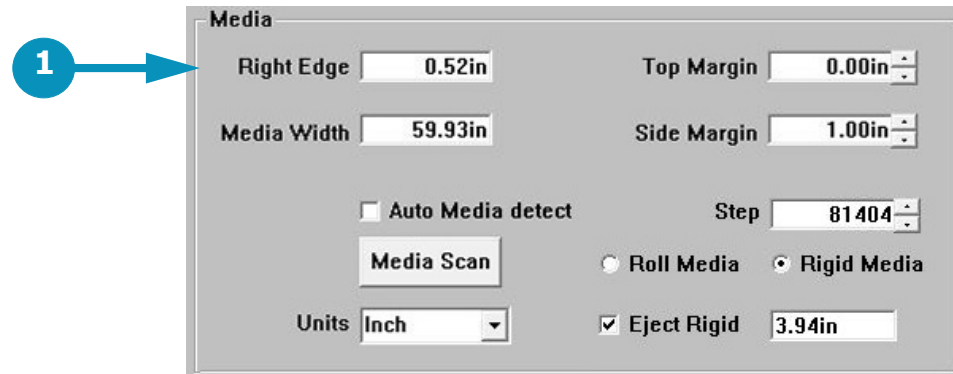 Media
1
Right Edge 0.52in Top Margin 0.00in
Media Width 59.93in Side Margin 1.00in
Auto Media detect Step 81404
Media Scan Roll Media Rigid Media
Units Inch Eject Rigid 3.94in